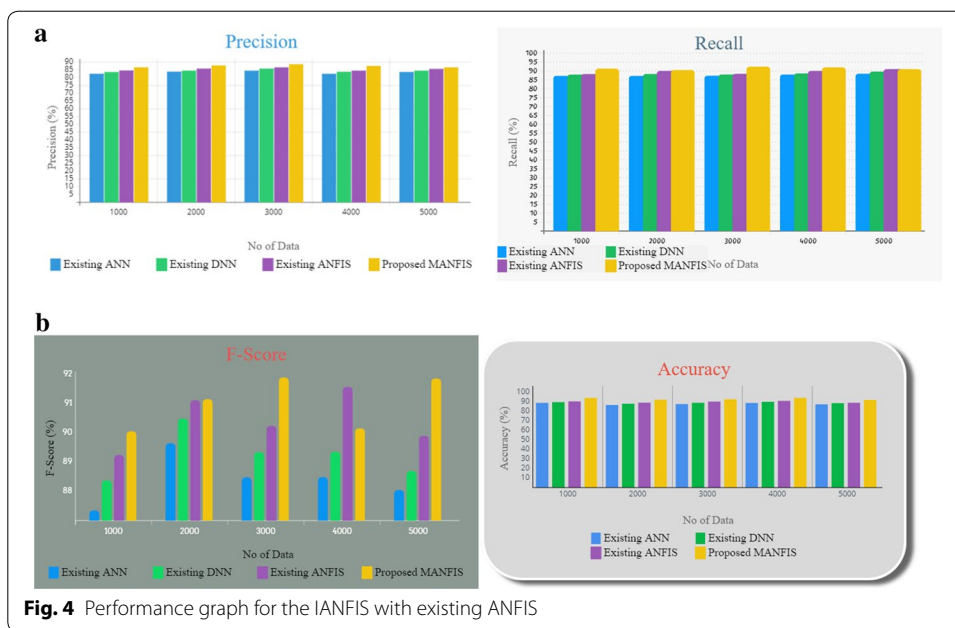 a
Precision
90
85
80
75
70
65
60
55
50
45
40
35
30
25
20
15
10
5
Precision (%)
1000 2000 3000 4000 5000
No of Data
Existing ANN Existing DNN Existing ANFIS Proposed MANFIS
Recall
100
95
90
85
80
75
70
65
60
55
50
45
40
35
30
25
20
15
10
5
Recall (%)
1000 2000 3000 4000 5000
Existing ANN Existing DNN
Existing ANFIS Proposed MANFIS No of Data
b
F-Score
92
91
90
89
88
F-Score (%)
1000 2000 3000 4000 5000
No of Data
Existing ANN Existing DNN Existing ANFIS Proposed MANFIS
Accuracy
100
90
80
70
60
50
40
30
20
10
Accuracy (%)
1000 2000 3000 4000 5000
No of Data
Existing ANN Existing DNN
Existing ANFIS Proposed MANFIS
Fig. 4 Performance graph for the IANFIS with existing ANFIS